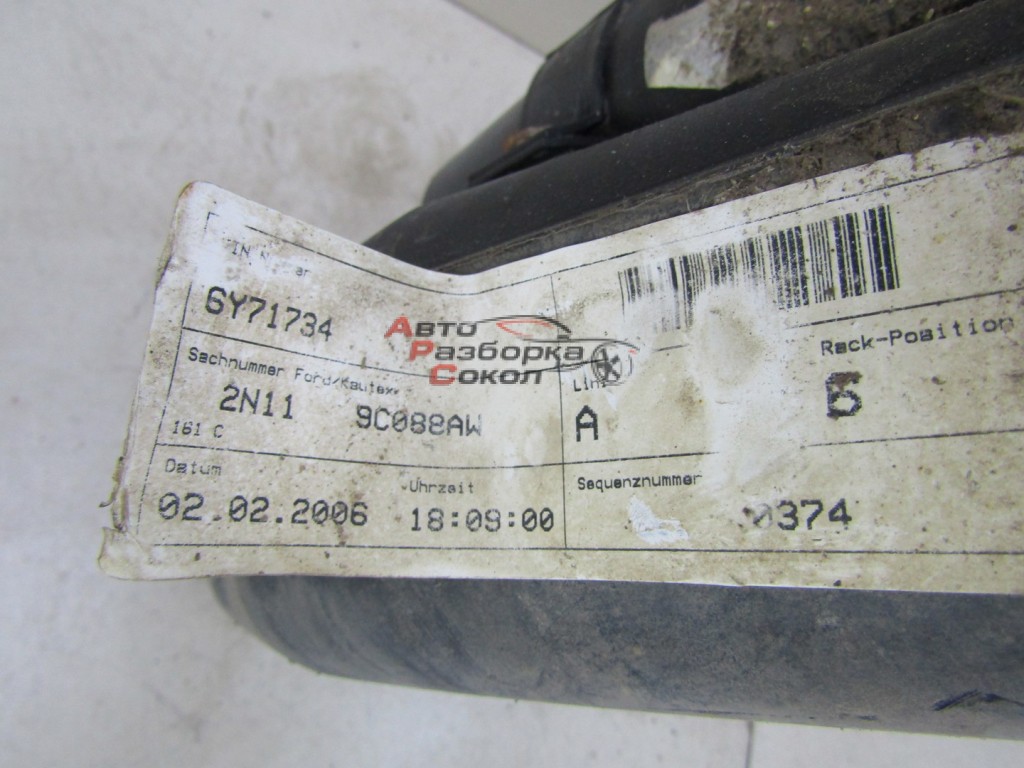 6Y71734
Sachnummer Ford/Kautex
2N11 9C088AW
161 C
Datum Uhrzeit
02.02.2006 18:09:00
Rack-Position
A
Sequenznummer
0374
Авто
Разборка
Сокол